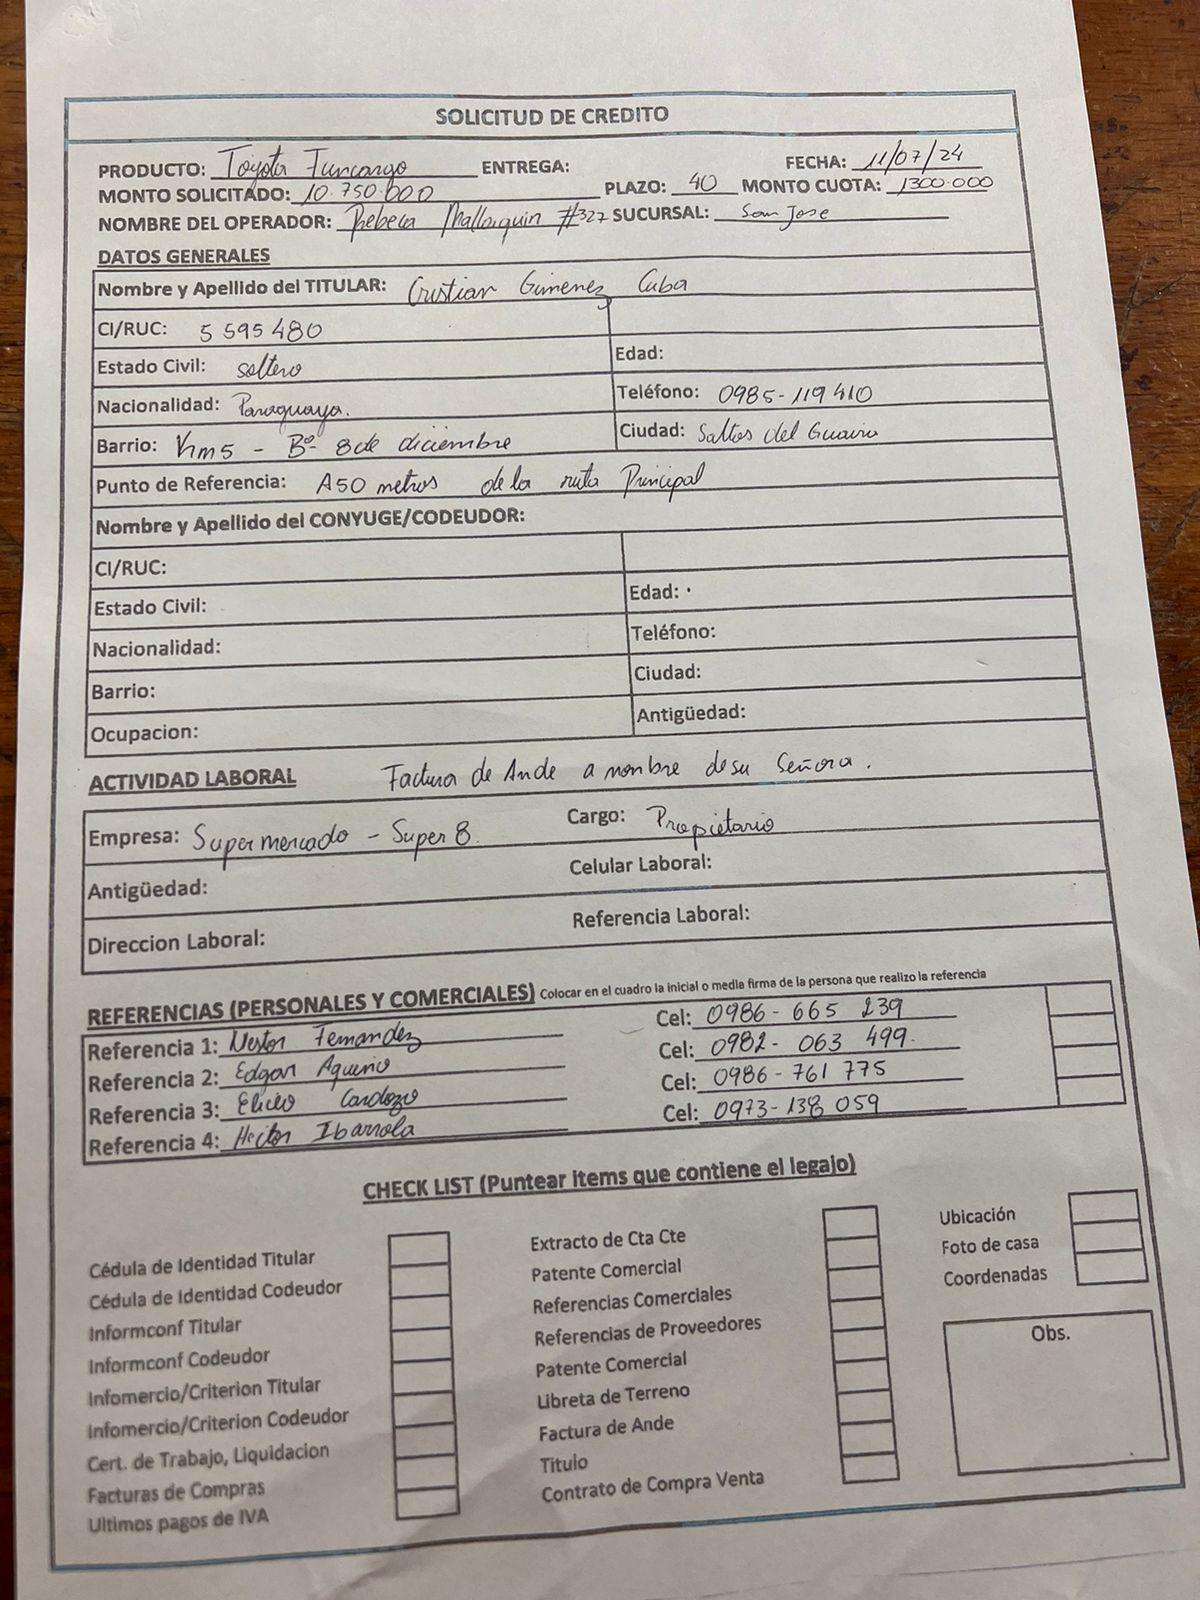 SOLICITUD DE CREDITO
PRODUCTO: Toyota Funcargo ENTREGA: FECHA: 11/07/24
MONTO SOLICITADO: 10.750.000 PLAZO: 40 MONTO CUOTA: 1300.000
NOMBRE DEL OPERADOR: Rebeca Mallorquin #327 SUCURSAL: San Jose
DATOS GENERALES
Nombre y Apellido del TITULAR: Cristian Gimenez Cuba
CI/RUC: 5 595 480
Estado Civil: soltero Edad:
Nacionalidad: Paraguaya. Teléfono: 0985-119 410
Barrio: Km5 - Bº 8 de diciembre Ciudad: Saltos del Guaira
Punto de Referencia: A 50 metros de la ruta Principal
Nombre y Apellido del CONYUGE/CODEUDOR:
CI/RUC:
Estado Civil: Edad:
Nacionalidad: Teléfono:
Barrio: Ciudad:
Ocupacion: Antigüedad:
ACTIVIDAD LABORAL Factura de Ande a nombre de su Señora.
Empresa: Supermercado - Super 8. Cargo: Propietario
Antigüedad: Celular Laboral:
Direccion Laboral: Referencia Laboral:
REFERENCIAS (PERSONALES Y COMERCIALES) Colocar en el cuadro la inicial o media firma de la persona que realizo la referencia
Referencia 1: Nestor Fernandez Cel: 0986-665 239
Referencia 2: Edgar Aquino Cel: 0982-063 499.
Referencia 3: Cardozo Cel: 0986-761 775
Referencia 4: Hector Ibarrola Cel: 0973-138 059
CHECK LIST (Puntear items que contiene el legajo)
Cédula de Identidad Titular Extracto de Cta Cte Ubicación
Cédula de Identidad Codeudor Patente Comercial Foto de casa
Informconf Titular Referencias Comerciales Coordenadas
Informconf Codeudor Referencias de Proveedores
Infomercio/Criterion Titular Patente Comercial Obs.
Infomercio/Criterion Codeudor Libreta de Terreno
Cert. de Trabajo, Liquidacion Factura de Ande
Facturas de Compras Titulo
Ultimos pagos de IVA Contrato de Compra Venta